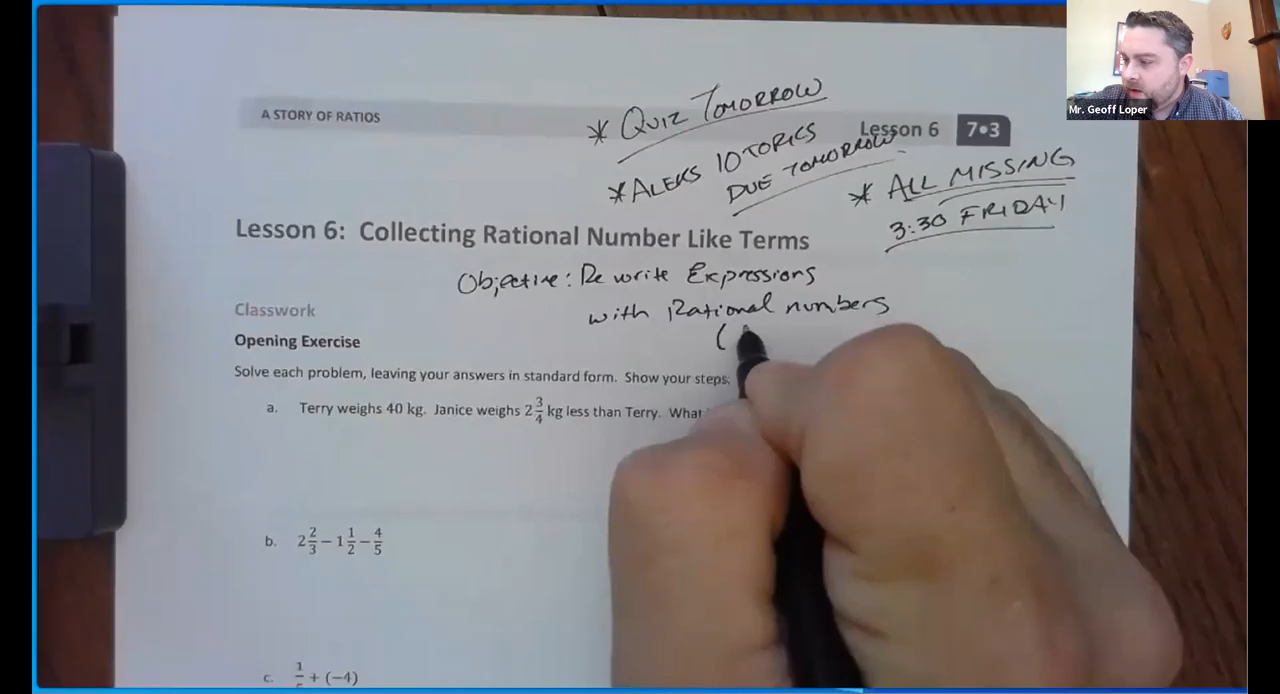 Mr. Geoff Loper
A STORY OF RATIOS
* QUIZ TOMORROW
Lesson 6 7•3
* ALEKS 10 TOPICS
DUE TOMORROW
* ALL MISSING
3:30 FRIDAY
Lesson 6: Collecting Rational Number Like Terms
Objective: Rewrite Expressions
with Rational numbers
(
Classwork
Opening Exercise
Solve each problem, leaving your answers in standard form. Show your steps.
a. Terry weighs 40 kg. Janice weighs 2 3/4 kg less than Terry. What
b. 2 2/3 − 1 1/2 − 4/5
c. + (−4)